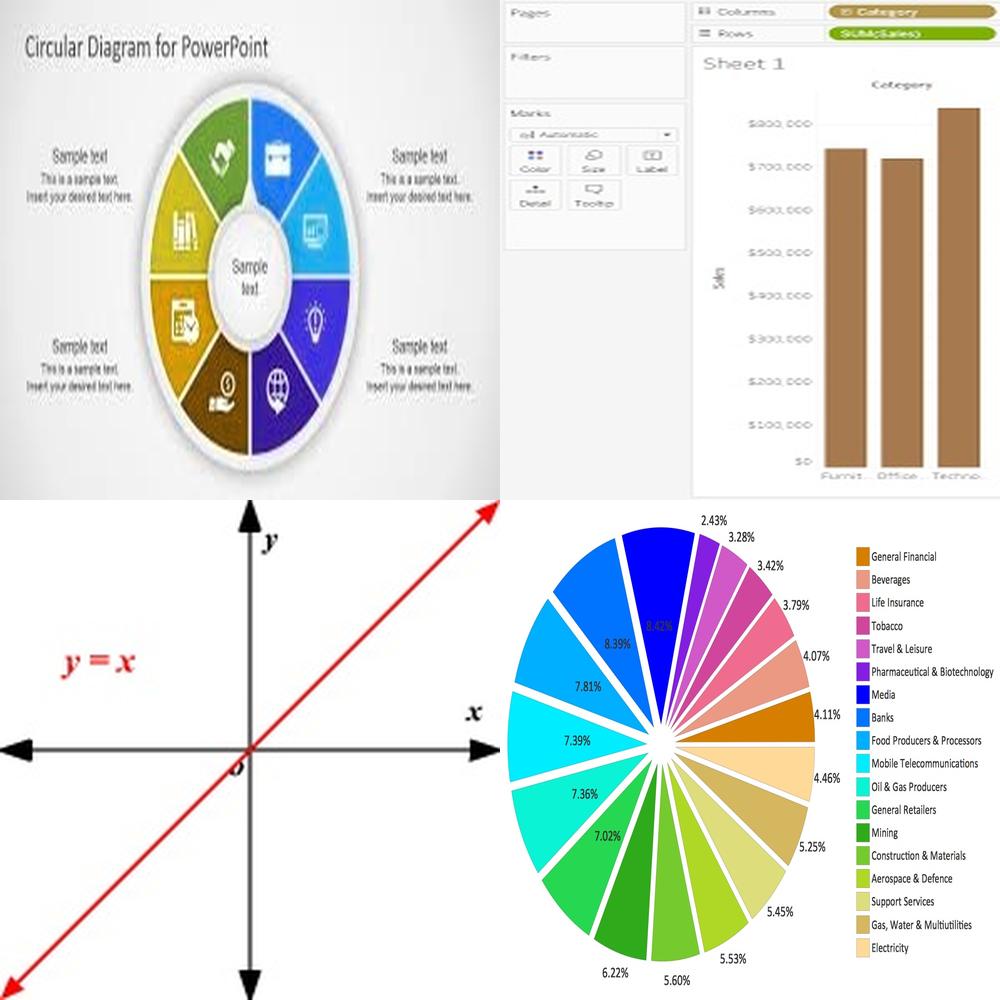 Circular Diagram for PowerPoint
Sample text
This is a sample text.
Insert your desired text here.
Sample text
This is a sample text.
Insert your desired text here.
Sample
text
Sample text
This is a sample text.
Insert your desired text here.
Sample text
This is a sample text.
Insert your desired text here.
Pages
Columns
Category
Rows
SUM(Sales)
Filters
Sheet 1
Category
Marks
Automatic
Color
Size
Label
Detail
Tooltip
Sales
$800,000
$700,000
$600,000
$500,000
$400,000
$300,000
$200,000
$100,000
$0
Furnit..
Office ..
Techno..
y
y = x
x
o
2.43%
3.28%
3.42%
3.79%
4.07%
4.11%
4.46%
5.25%
5.45%
5.53%
5.60%
6.22%
7.02%
7.36%
7.39%
7.81%
8.39%
8.42%
General Financial
Beverages
Life Insurance
Tobacco
Travel & Leisure
Pharmaceutical & Biotechnology
Media
Banks
Food Producers & Processors
Mobile Telecommunications
Oil & Gas Producers
General Retailers
Mining
Construction & Materials
Aerospace & Defence
Support Services
Gas, Water & Multiutilities
Electricity